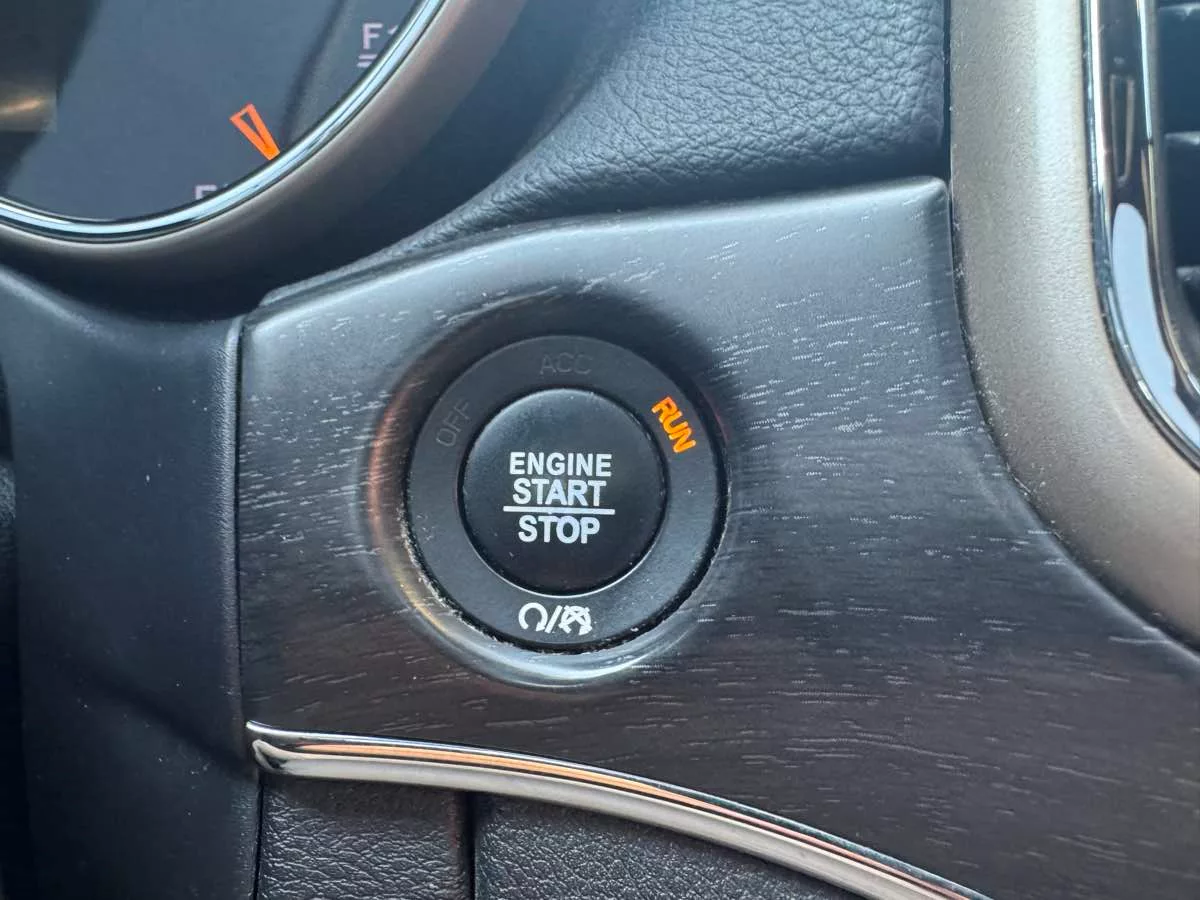 F
ACC
OFF
RUN
ENGINE
START
STOP